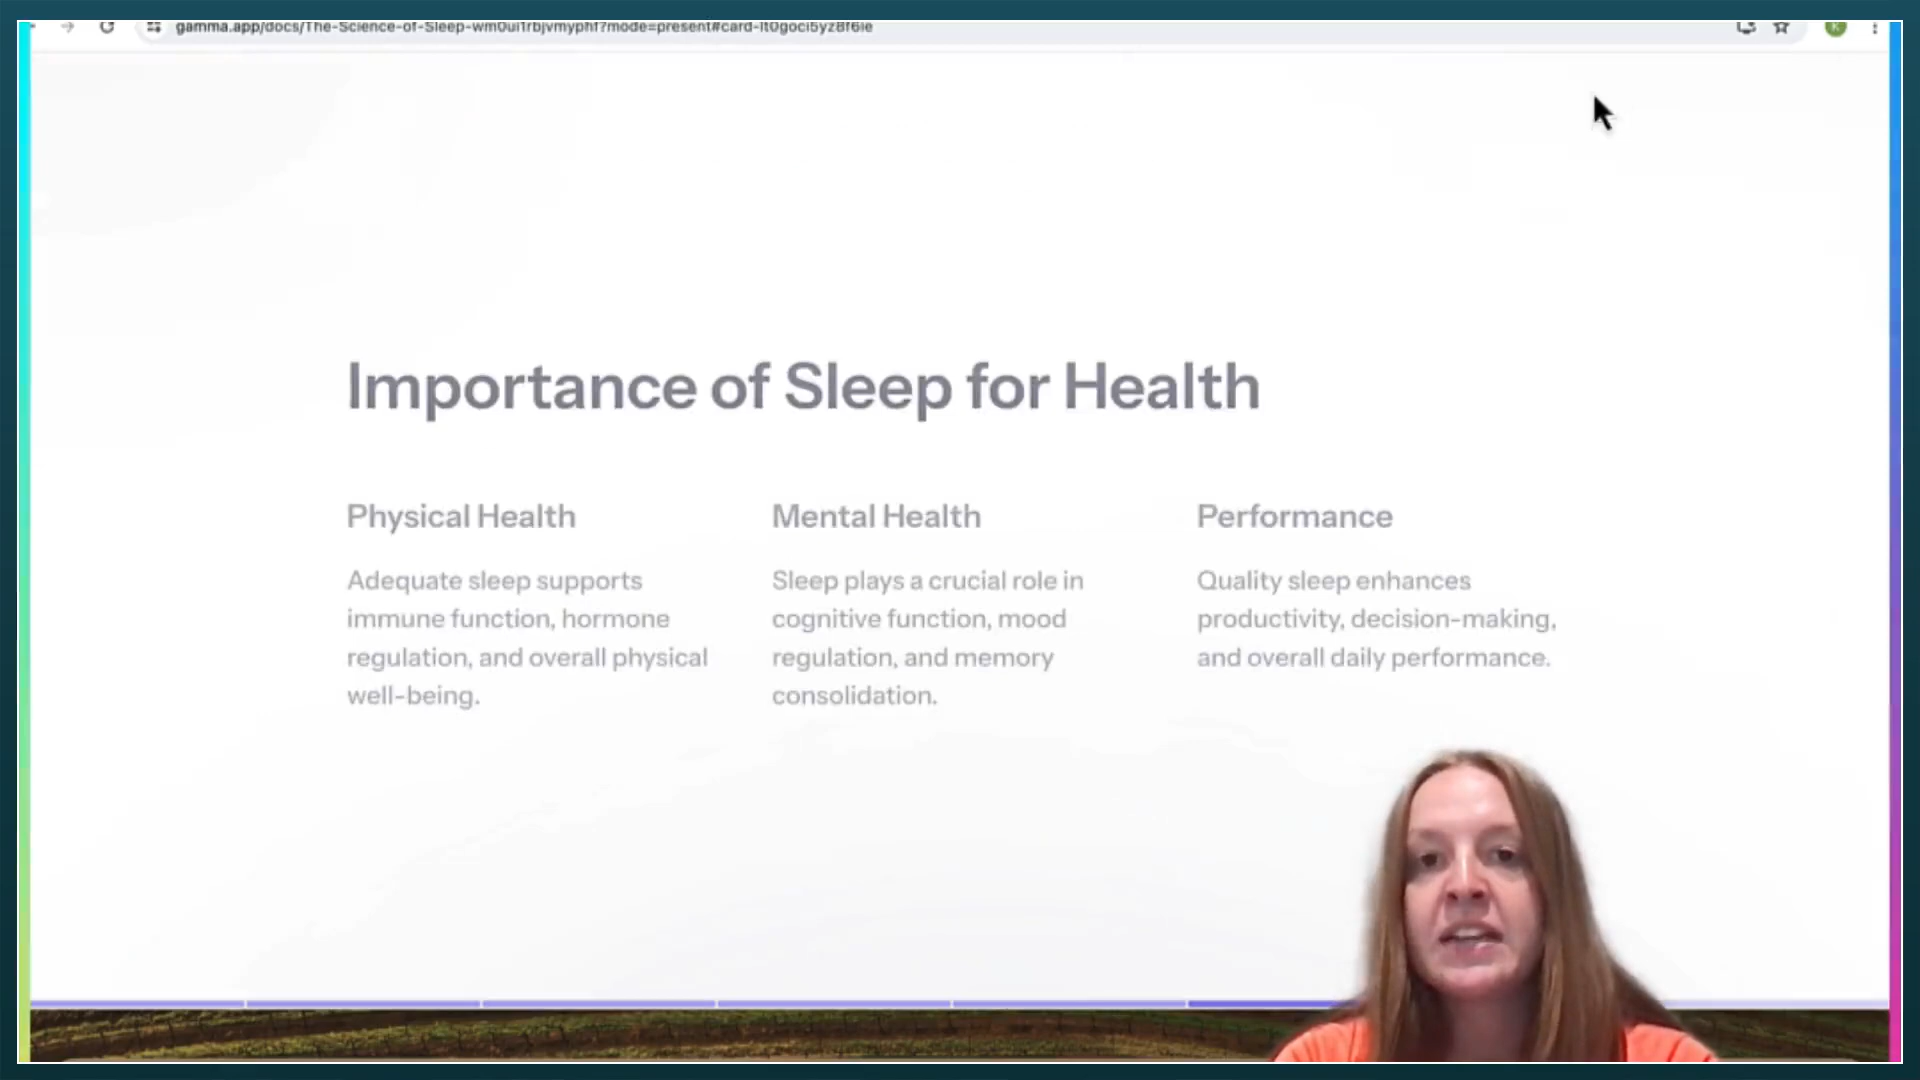 Importance of Sleep for Health
Physical Health
Adequate sleep supports
immune function, hormone
regulation, and overall physical
well-being.
Mental Health
Sleep plays a crucial role in
cognitive function, mood
regulation, and memory
consolidation.
Performance
Quality sleep enhances
productivity, decision-making,
and overall daily performance.